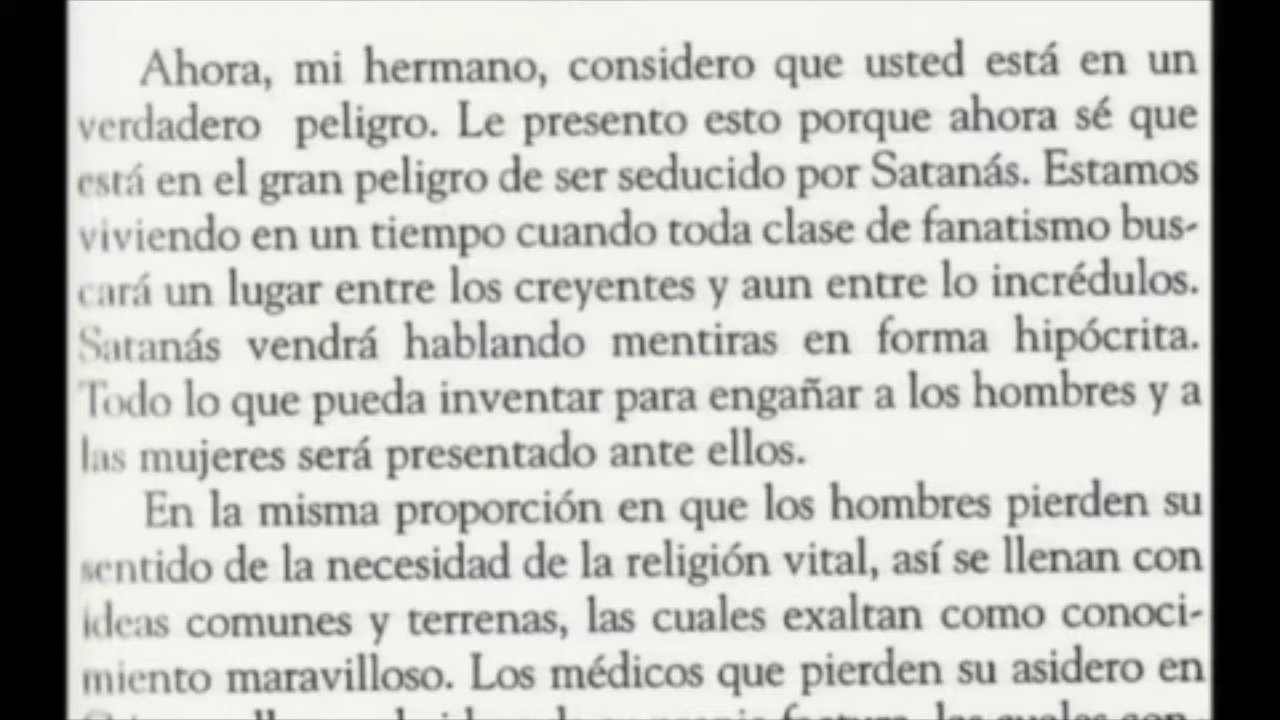 Ahora, mi hermano, considero que usted está en un
verdadero peligro. Le presento esto porque ahora sé que
está en el gran peligro de ser seducido por Satanás. Estamos
viviendo en un tiempo cuando toda clase de fanatismo bus-
cará un lugar entre los creyentes y aun entre lo incrédulos.
Satanás vendrá hablando mentiras en forma hipócrita.
Todo lo que pueda inventar para engañar a los hombres y a
las mujeres será presentado ante ellos.
En la misma proporción en que los hombres pierden su
sentido de la necesidad de la religión vital, así se llenan con
ideas comunes y terrenas, las cuales exaltan como conoci-
miento maravilloso. Los médicos que pierden su asidero en